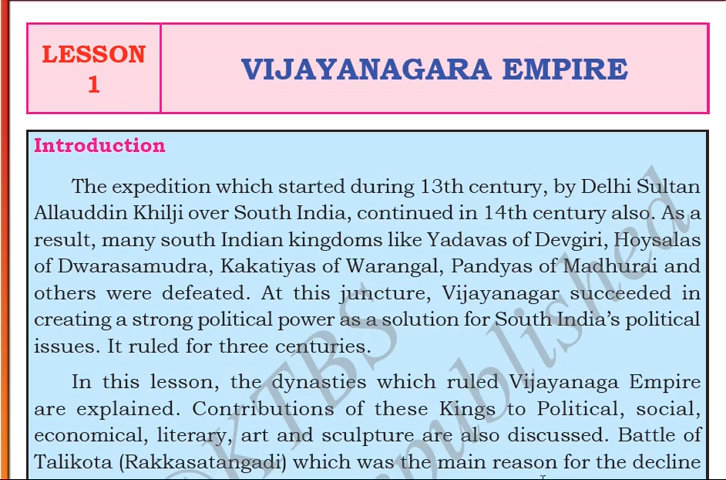 LESSON
1
VIJAYANAGARA EMPIRE
Introduction
The expedition which started during 13th century, by Delhi Sultan
Allauddin Khilji over South India, continued in 14th century also. As a
result, many south Indian kingdoms like Yadavas of Devgiri, Hoysalas
of Dwarasamudra, Kakatiyas of Warangal, Pandyas of Madhurai and
others were defeated. At this juncture, Vijayanagar succeeded in
creating a strong political power as a solution for South India's political
issues. It ruled for three centuries.
In this lesson, the dynasties which ruled Vijayanaga Empire
are explained. Contributions of these Kings to Political, social,
economical, literary, art and sculpture are also discussed. Battle of
Talikota (Rakkasatangadi) which was the main reason for the decline
©KTBS
republished